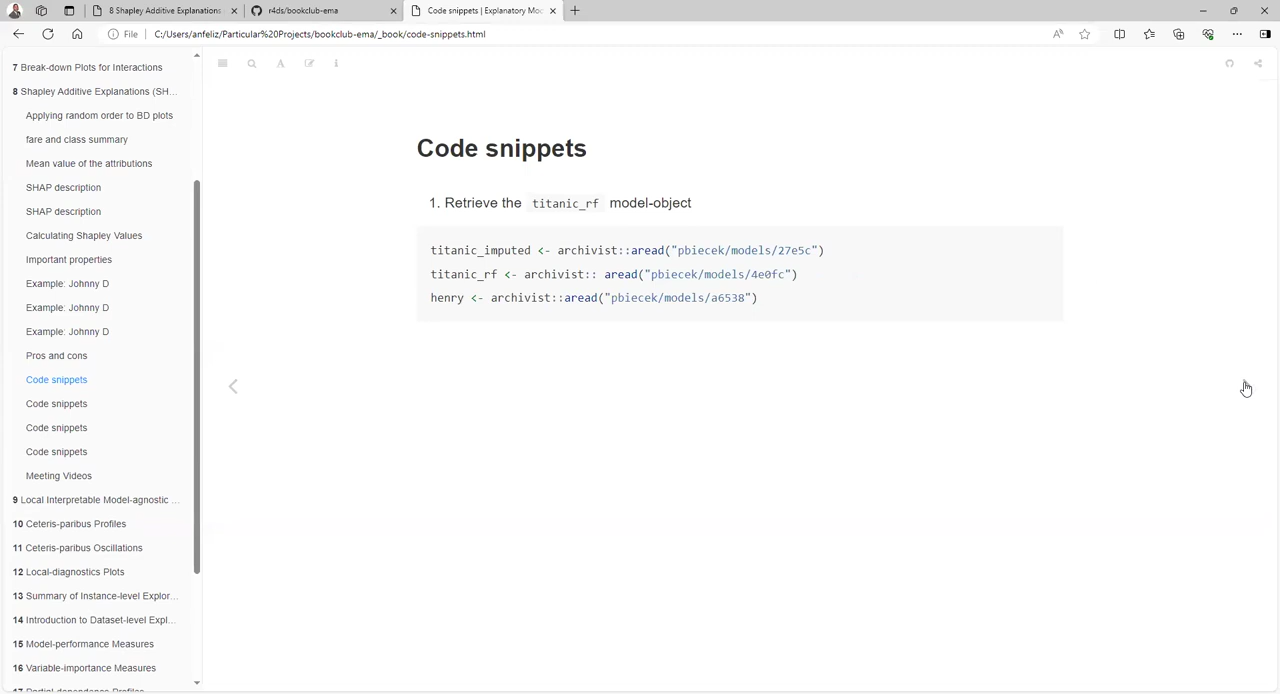 8 Shapley Additive Explanations
r4ds/bookclub-ema
Code snippets | Explanatory Mo
File
C:/Users/anfeliz/Particular%20Projects/bookclub-ema/_book/code-snippets.html
7 Break-down Plots for Interactions
8 Shapley Additive Explanations (SH...
Applying random order to BD plots
fare and class summary
Mean value of the attributions
SHAP description
SHAP description
Calculating Shapley Values
Important properties
Example: Johnny D
Example: Johnny D
Example: Johnny D
Pros and cons
Code snippets
Code snippets
Code snippets
Code snippets
Meeting Videos
9 Local Interpretable Model-agnostic ...
10 Ceteris-paribus Profiles
11 Ceteris-paribus Oscillations
12 Local-diagnostics Plots
13 Summary of Instance-level Explor...
14 Introduction to Dataset-level Expl...
15 Model-performance Measures
16 Variable-importance Measures
17 Partial-dependence Profiles
Code snippets
1. Retrieve the titanic_rf model-object
titanic_imputed <- archivist::aread("pbiecek/models/27e5c")
titanic_rf <- archivist:: aread("pbiecek/models/4e0fc")
henry <- archivist::aread("pbiecek/models/a6538")